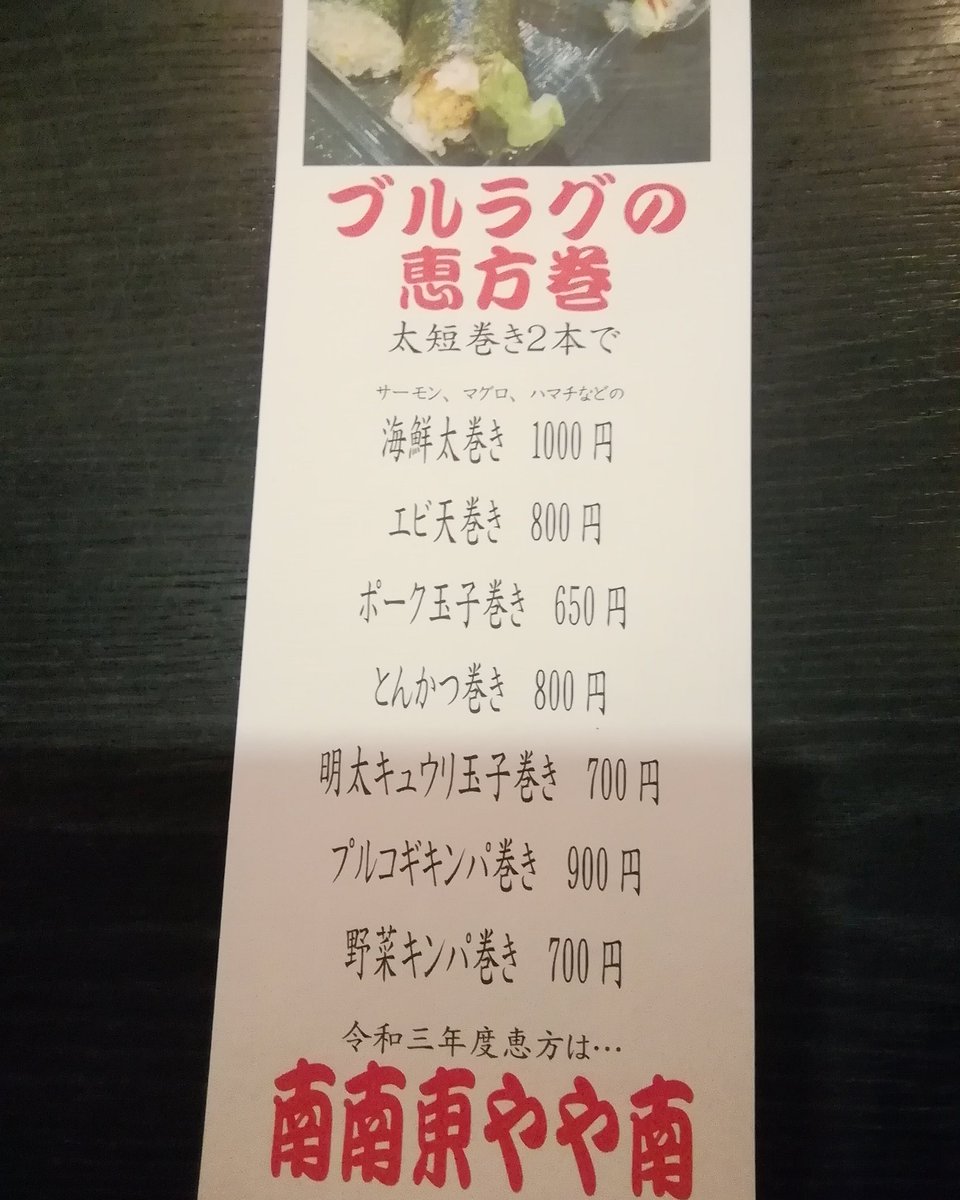 ブルラグの
恵方巻
太短巻き2本で
サーモン、マグロ、ハマチなどの
海鮮太巻き 1000円
エビ天巻き 800円
ポーク玉子巻き 650円
とんかつ巻き 800円
明太キュウリ玉子巻き 700円
プルコギキンパ巻き 900円
野菜キンパ巻き 700円
令和三年度恵方は…
南南東やや南